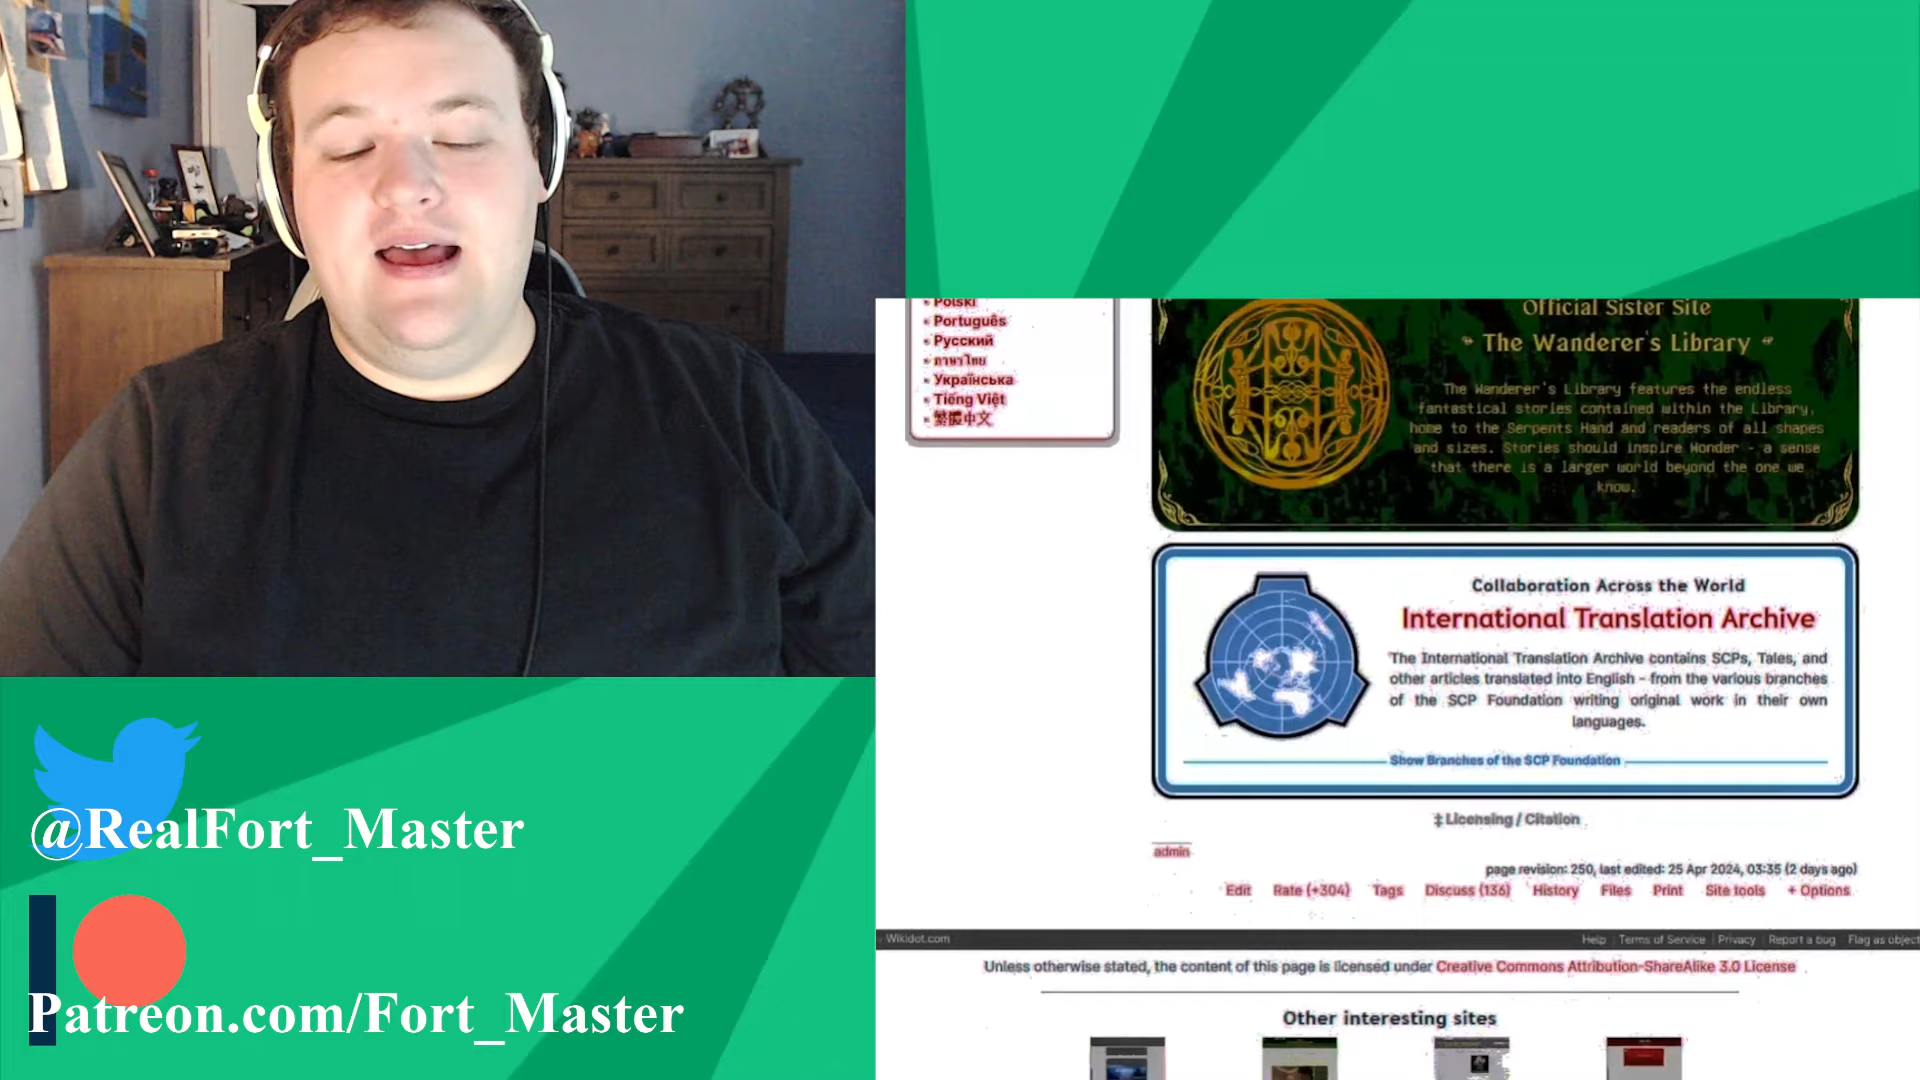 Polski
Português
Русский
ภาษาไทย
Українська
Tiếng Việt
繁體中文
Official Sister Site
The Wanderer's Library
The Wanderer's Library features the endless
fantastical stories contained within the Library,
home to the Serpents Hand and readers of all shapes
and sizes. Stories should inspire Wonder - a sense
that there is a larger world beyond the one we
know.
Collaboration Across the World
International Translation Archive
The International Translation Archive contains SCPs, Tales, and
other articles translated into English - from the various branches
of the SCP Foundation writing original work in their own
languages.
Show Branches of the SCP Foundation
‡ Licensing / Citation
admin
page revision: 250, last edited: 25 Apr 2024, 03:35 (2 days ago)
Edit Rate (+304) Tags Discuss (136) History Files Print Site tools + Options
Wikidot.com
Help | Terms of Service | Privacy | Report a bug Flag as object
Unless otherwise stated, the content of this page is licensed under Creative Commons Attribution-ShareAlike 3.0 License
Other interesting sites
@RealFort_Master
Patreon.com/Fort_Master